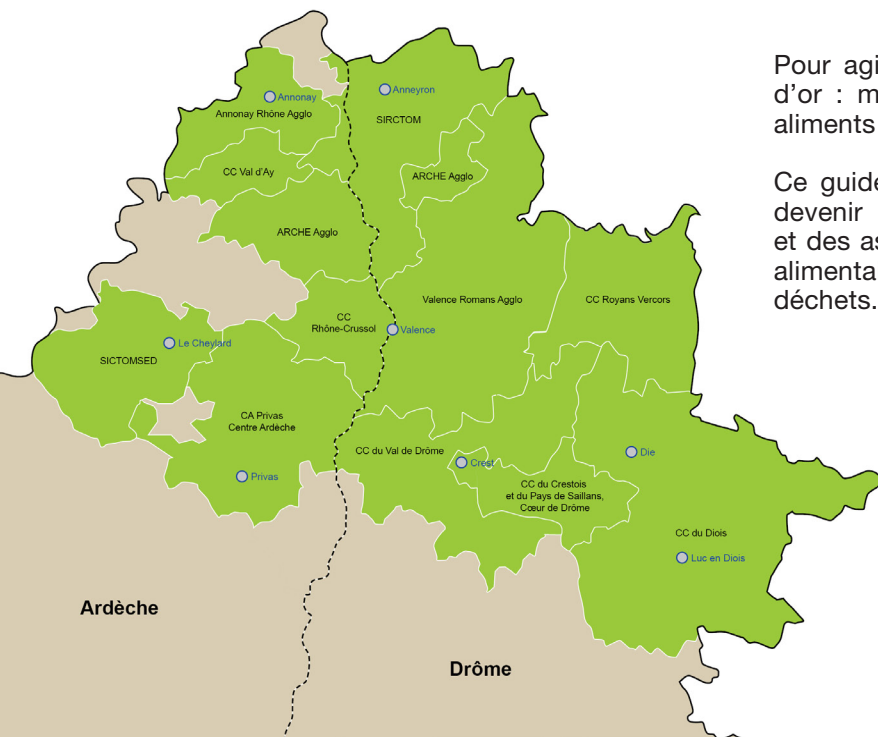 Annonay
Annonay Rhône Agglo
Anneyron
SIRCTOM
CC Val d'Ay
ARCHE Agglo
ARCHE Agglo
Valence Romans Agglo
CC Royans Vercors
CC
Rhône-Crussol
Valence
Le Cheylard
SICTOMSED
CA Privas
Centre Ardèche
Privas
CC du Val de Drôme
Crest
CC du Crestois
et du Pays de Saillans,
Cœur de Drôme
Die
CC du Diois
Luc en Diois
Ardèche
Drôme
Pour agi
d'or : m
aliments
Ce guide
devenir
et des as
alimenta
déchets.